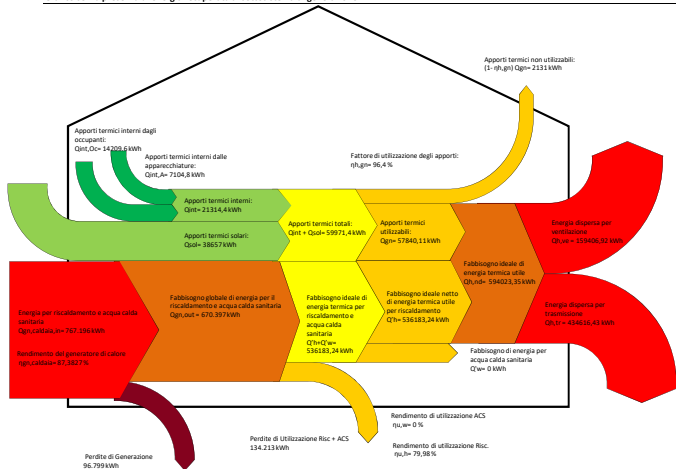 Apporti termici non utilizzabili:
(1- ηh,gn) Qgn= 2131 kWh
Apporti termici interni dagli
occupanti:
Qint,Oc= 14209,6 kWh
Apporti termici interni dalle
apparecchiature:
Qint,A= 7104,8 kWh
Fattore di utilizzazione degli apporti:
ηh,gn= 96,4 %
Apporti termici interni:
Qint= 21314,4 kWh
Apporti termici solari:
Qsol= 38657 kWh
Apporti termici totali:
Qint + Qsol= 59971,4 kWh
Apporti termici
utilizzabili:
Qgn= 57840,11 kWh
Energia dispersa per
ventilazione
Qh,ve = 159406,92 kWh
Fabbisogno ideale di
energia termica utile
Qh,nd= 594023,35 kWh
Energia per riscaldamento e acqua calda
sanitaria
Qgn,caldaia,in= 767.196 kWh
Rendimento del generatore di calore
ηgn,caldaia= 87,3827 %
Fabbisogno globale di energia per il
riscaldamento e acqua calda sanitaria
Qgn,out = 670.397 kWh
Fabbisogno ideale di
energia termica per
riscaldamento e
acqua calda
sanitaria
Q'h+Q'w=
536183,24 kWh
Fabbisogno ideale netto
di energia termica utile
per riscaldamento
Q'h = 536183,24 kWh
Energia dispersa per
trasmissione
Qh,tr= 434616,43 kWh
Fabbisogno di energia per
acqua calda sanitaria
Q'w= 0 kWh
Rendimento di utilizzazione ACS
ηu,w= 0 %
Perdite di Utilizzazione Risc + ACS
134.213 kWh
Rendimento di utilizzazione Risc.
ηu,h= 79,98 %
Perdite di Generazione
96.799 kWh